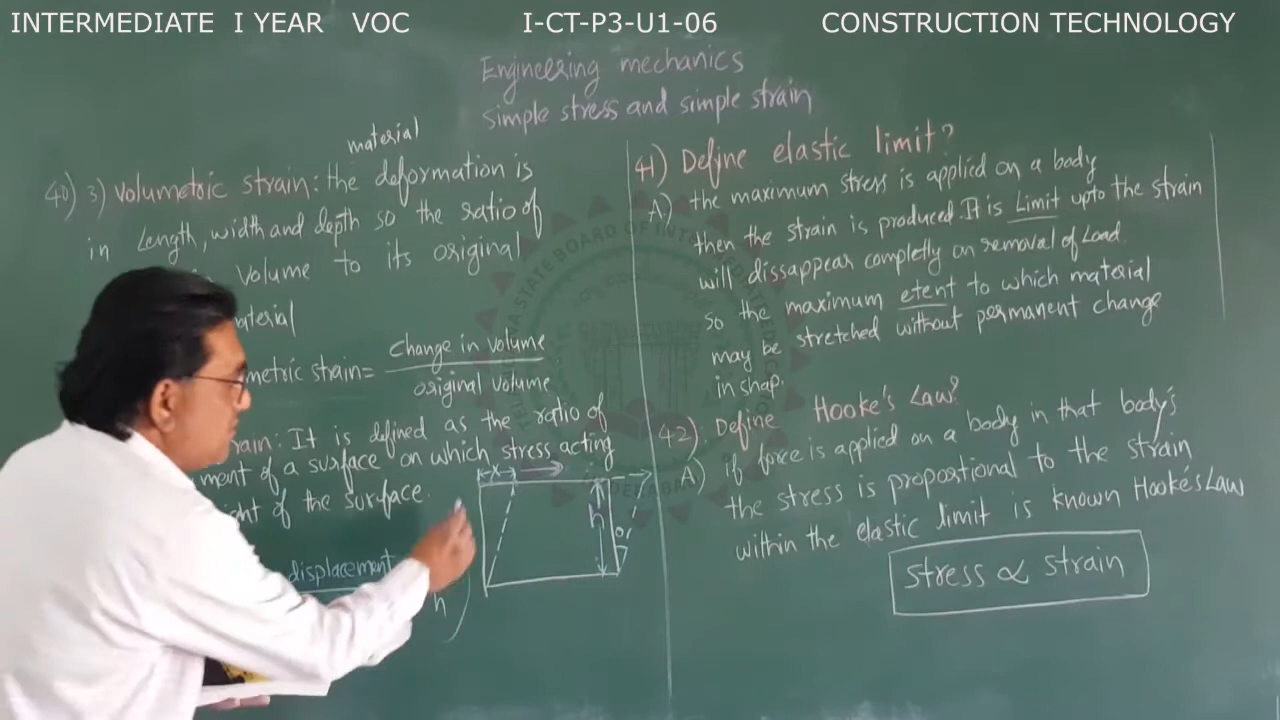 INTERMEDIATE I YEAR VOC I-CT-P3-U1-06 CONSTRUCTION TECHNOLOGY
Engineering mechanics
simple stress and simple strain
material
40) 3) Volumetric strain: the deformation is
in Length, width and depth so the ratio of
Volume to its original
metric strain= change in volume
original volume
It is defined as the ratio of
ment of a surface on which stress acting
of the surface.
displacement
h
x
h
41) Define elastic limit?
A) the maximum stress is applied on a body
then the strain is produced. It is Limit upto the strain
will dissappear completly on removal of Load.
so the maximum etent to which material
may be stretched without permanent change
in shap.
42) Define Hooke's Law?
A) if force is applied on a body in that body's
the stress is propostional to the strain
within the elastic limit is known Hooke's Law
Stress ∝ strain